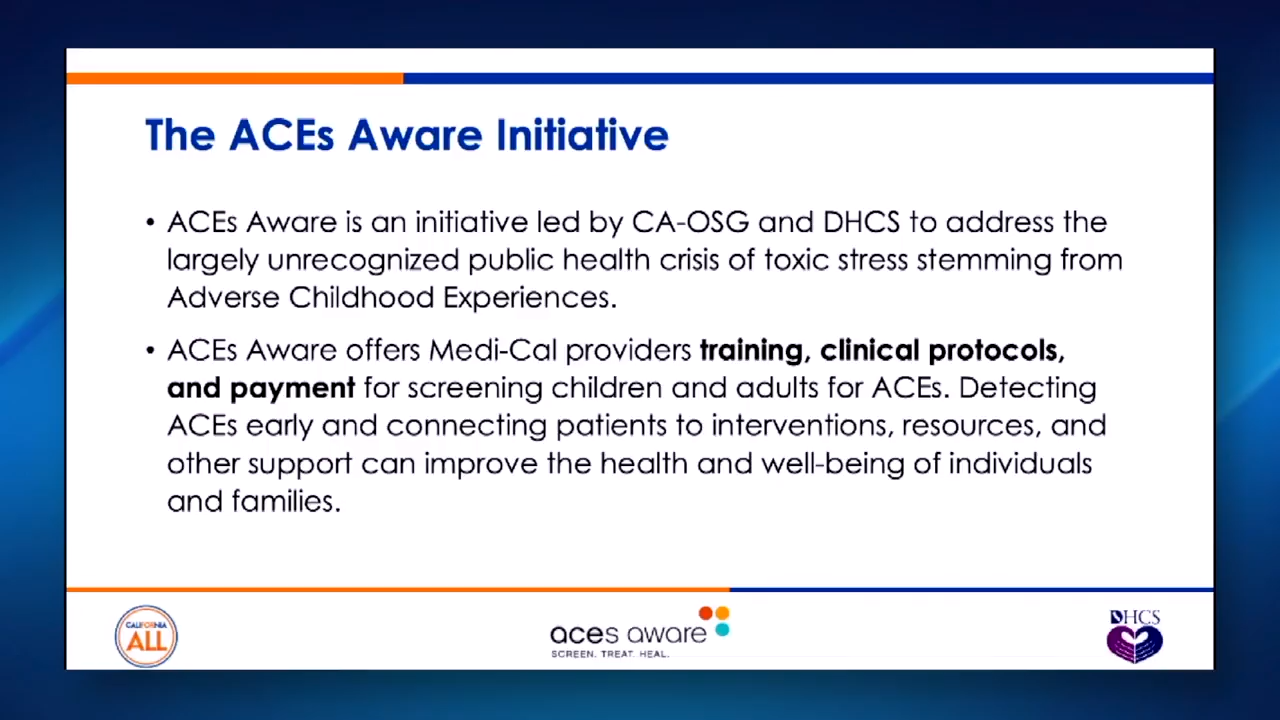 The ACEs Aware Initiative
• ACEs Aware is an initiative led by CA-OSG and DHCS to address the
largely unrecognized public health crisis of toxic stress stemming from
Adverse Childhood Experiences.
• ACEs Aware offers Medi-Cal providers training, clinical protocols,
and payment for screening children and adults for ACEs. Detecting
ACEs early and connecting patients to interventions, resources, and
other support can improve the health and well-being of individuals
and families.
CALIFORNIA
ALL
aces aware
SCREEN. TREAT. HEAL.
DHCS